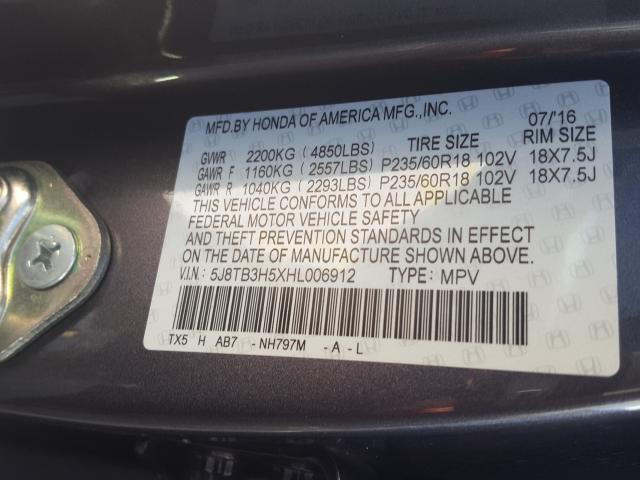 MFD.BY HONDA OF AMERICA MFG.,INC. 07/16
GVWR 2200KG (4850LBS) TIRE SIZE RIM SIZE
GAWR F 1160KG (2557LBS) P235/60R18 102V 18X7.5J
GAWR R 1040KG (2293LBS) P235/60R18 102V 18X7.5J
THIS VEHICLE CONFORMS TO ALL APPLICABLE
FEDERAL MOTOR VEHICLE SAFETY
AND THEFT PREVENTION STANDARDS IN EFFECT
ON THE DATE OF MANUFACTURE SHOWN ABOVE.
V.I.N.: 5J8TB3H5XHL006912 TYPE: MPV
TX5 H AB7 - NH797M - A - L